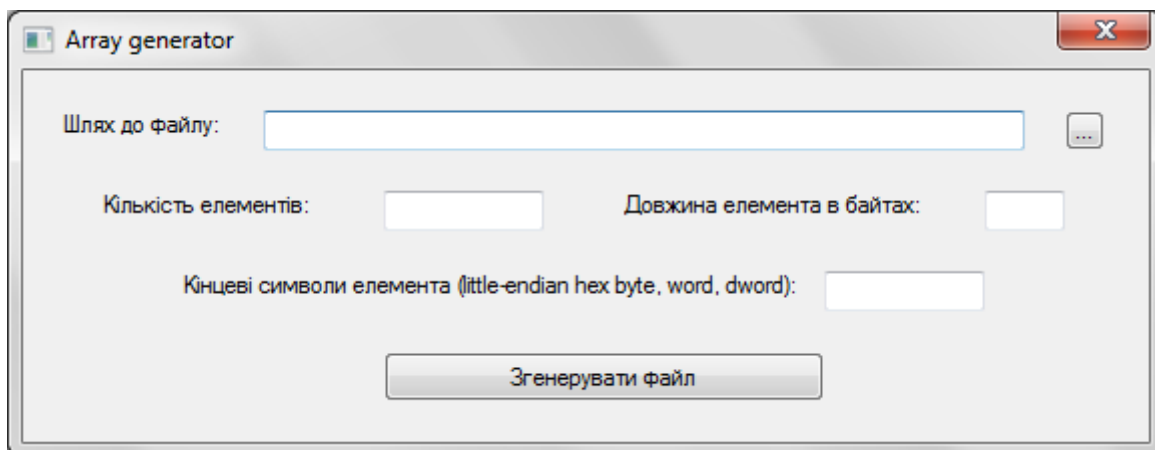 Array generator
Шлях до файлу:
...
Кількість елементів:
Довжина елемента в байтах:
Кінцеві символи елемента (little-endian hex byte, word, dword):
Згенерувати файл